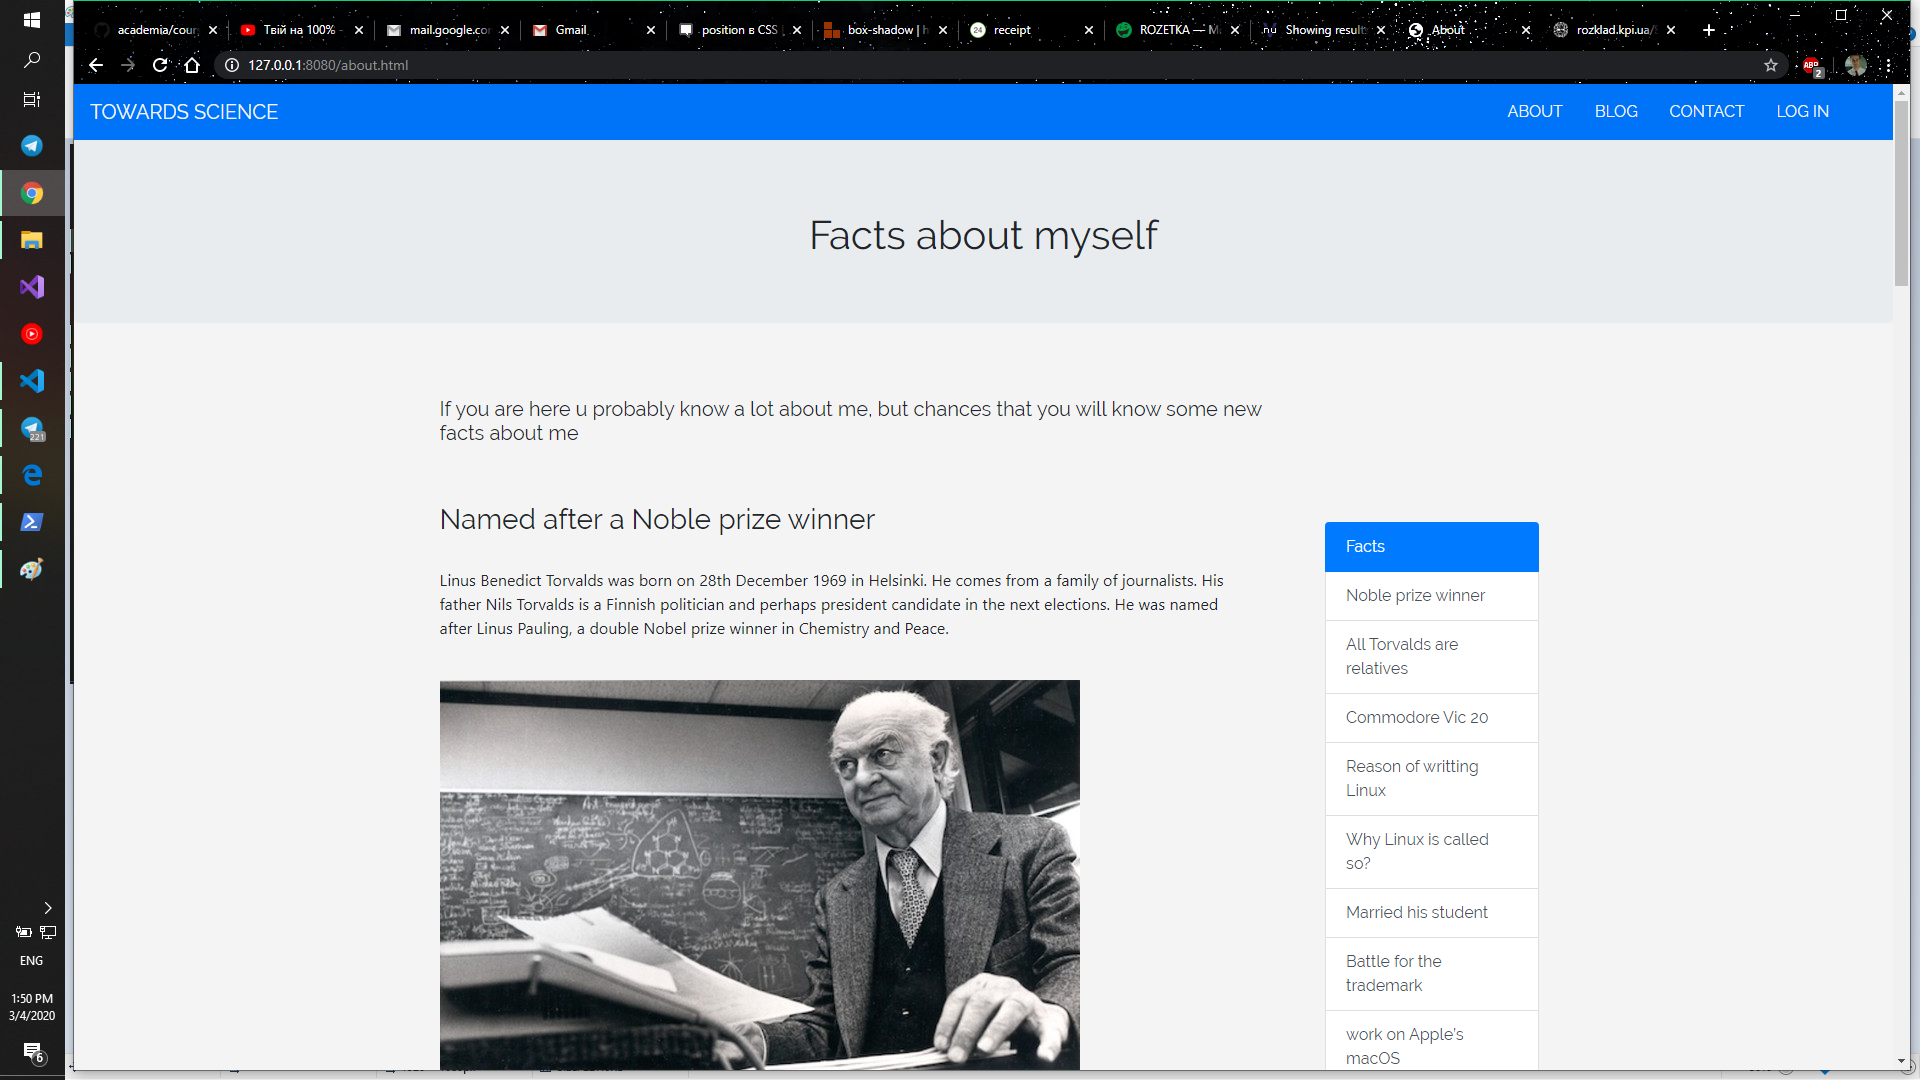 academia/cour
Твій на 100% -
mail.google.co
Gmail
position в CSS
box-shadow | h
24
receipt
ROZETKA — М
nu
Showing result
About
rozklad.kpi.ua/
127.0.0.1:8080/about.html
ABP
2
TOWARDS SCIENCE
ABOUT
BLOG
CONTACT
LOG IN
Facts about myself
If you are here u probably know a lot about me, but chances that you will know some new
facts about me
Named after a Noble prize winner
Linus Benedict Torvalds was born on 28th December 1969 in Helsinki. He comes from a family of journalists. His
father Nils Torvalds is a Finnish politician and perhaps president candidate in the next elections. He was named
after Linus Pauling, a double Nobel prize winner in Chemistry and Peace.
Facts
Noble prize winner
All Torvalds are
relatives
Commodore Vic 20
Reason of writting
Linux
Why Linux is called
so?
Married his student
Battle for the
trademark
work on Apple's
macOS
221
ENG
1:50 PM
3/4/2020
6